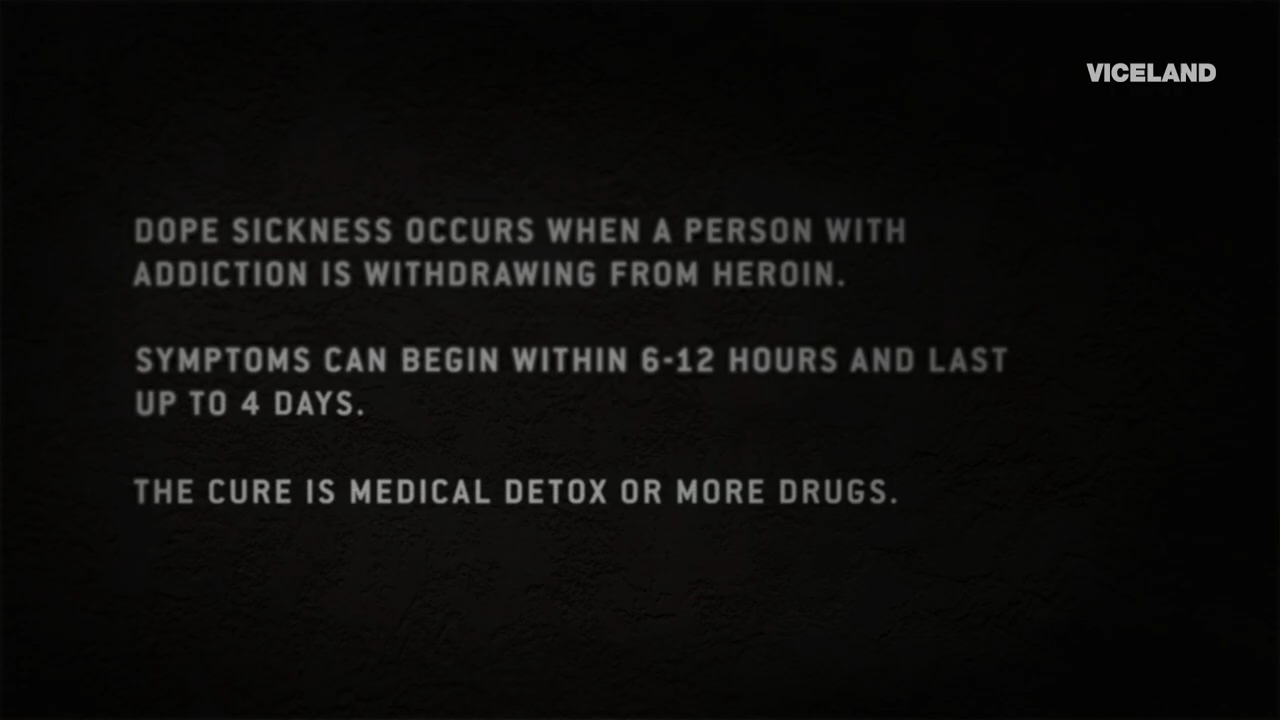 VICELAND
DOPE SICKNESS OCCURS WHEN A PERSON WITH
ADDICTION IS WITHDRAWING FROM HEROIN.
SYMPTOMS CAN BEGIN WITHIN 6-12 HOURS AND LAST
UP TO 4 DAYS.
THE CURE IS MEDICAL DETOX OR MORE DRUGS.